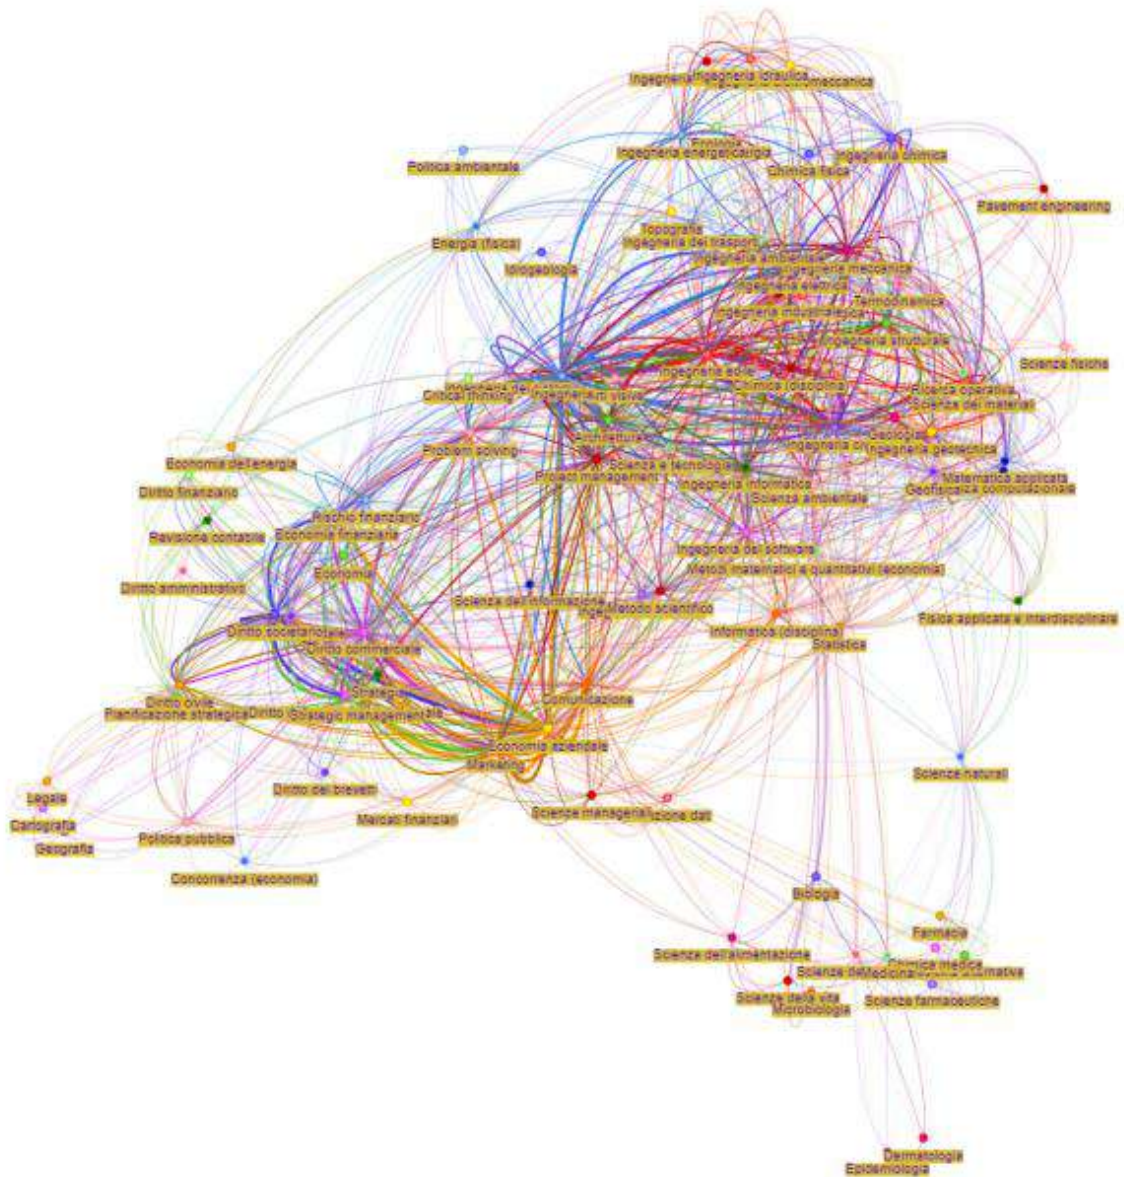 Ingegneria idraulica
Politica ambientale
Ingegneria energetica
Chimica fisica
Ingegneria chimica
Pavement engineering
Topografia
Energia (fisica)
Ingegneria dei trasporti
Idrogeologia
Ingegneria ambientale
Ingegneria meccanica
Ingegneria elettrica
Termodinamica
Ingegneria industriale
Ingegneria strutturale
Scienze fisiche
Ingegneria edile
Chimica (disciplina)
Ricerca operativa
Critical thinking
Arti visive
Scienza dei materiali
Architettura
Geologia
Problem solving
Ingegneria geotecnica
Economia dell'energia
Scienza e tecnologia
Project management
Ingegneria informatica
Matematica applicata
Scienza ambientale
Geofisica
Diritto finanziario
Rischio finanziario
Revisione contabile
Economia finanziaria
Ingegneria del software
Economia
Metodi matematici e quantitativi (economia)
Diritto amministrativo
Scienza dell'informazione
Metodo scientifico
Fisica applicata e interdisciplinare
Diritto societario
Informatica (disciplina)
Statistica
Diritto commerciale
Strategia
Diritto civile
Comunicazione
Pianificazione strategica
Strategic management
Economia aziendale
Marketing
Scienze naturali
Diritto dei brevetti
Legale
Scienze manageriali
Mercati finanziari
Cartografia
Politica pubblica
Geografia
Concorrenza (economia)
Biologia
Farmacia
Scienze dell'alimentazione
Chimica medica
Medicina
Scienze della vita
Scienze farmaceutiche
Microbiologia
Dermatologia
Epidemiologia